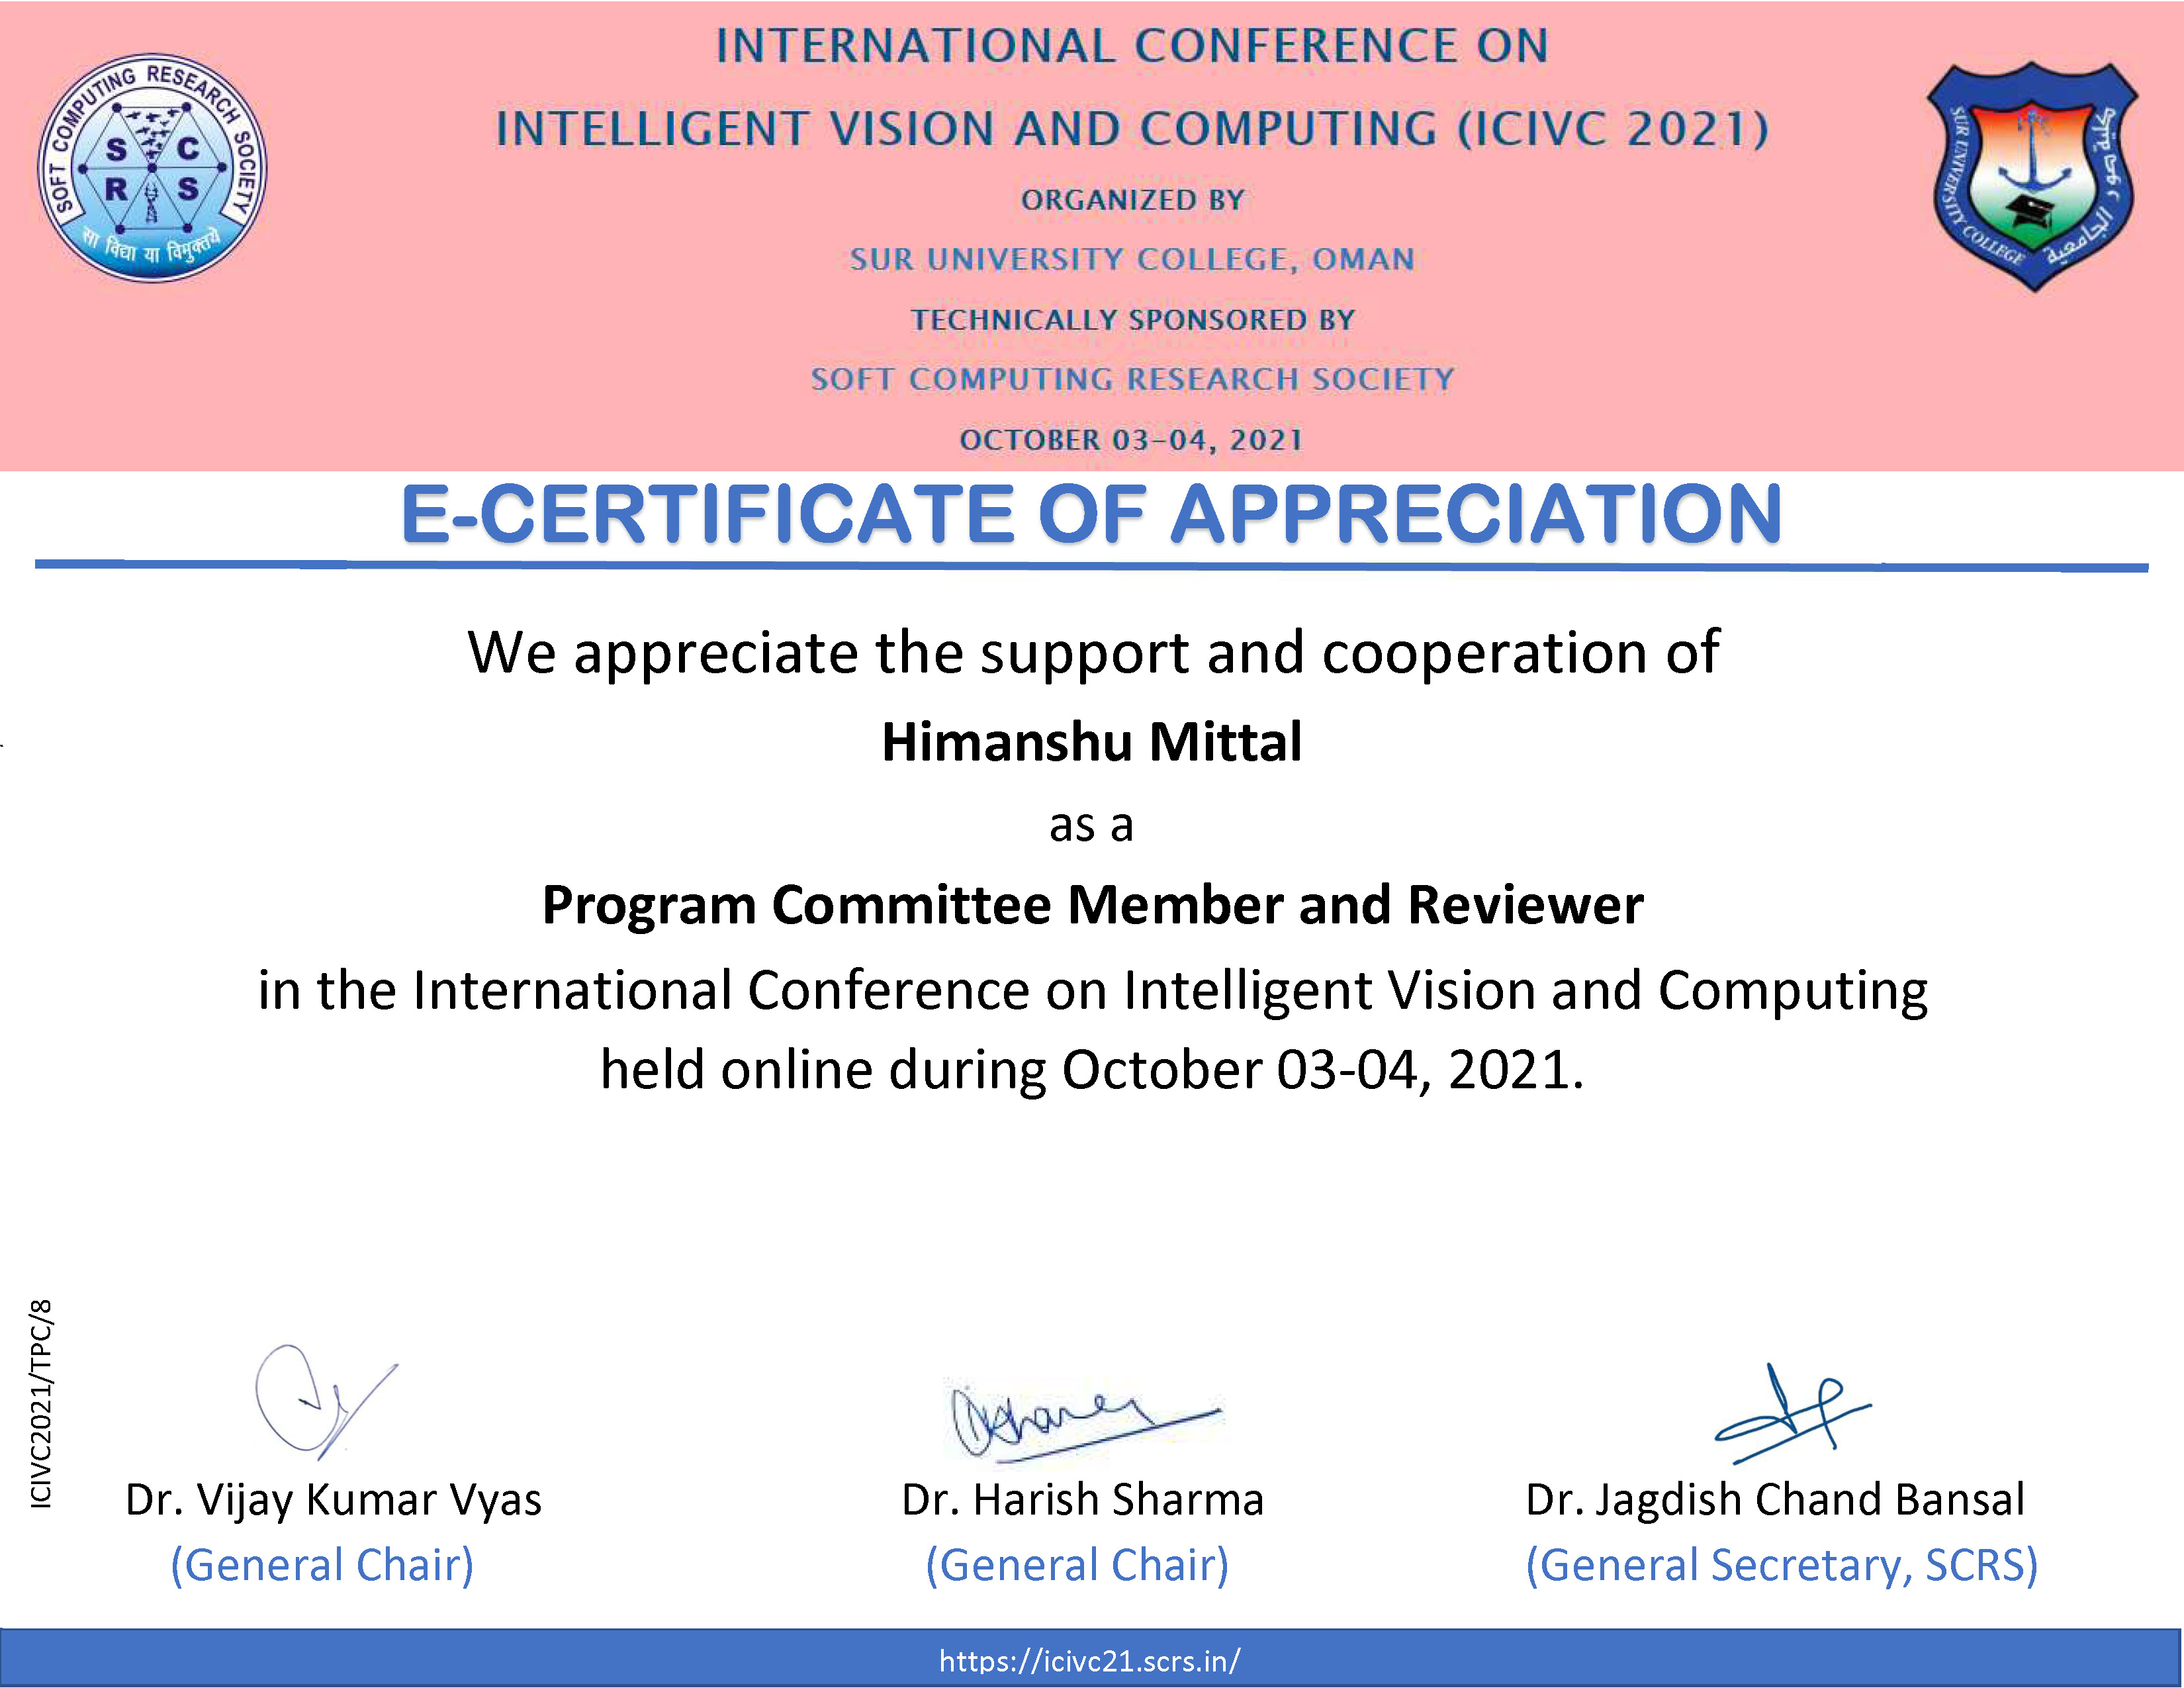 SOFT COMPUTING RESEARCH SOCIETY
S C
R S
सा विद्या या विमुक्तये
INTERNATIONAL CONFERENCE ON
INTELLIGENT VISION AND COMPUTING (ICIVC 2021)
ORGANIZED BY
SUR UNIVERSITY COLLEGE, OMAN
TECHNICALLY SPONSORED BY
SOFT COMPUTING RESEARCH SOCIETY
OCTOBER 03-04, 2021
SUR UNIVERSITY COLLEGE
الجامعية
E-CERTIFICATE OF APPRECIATION
We appreciate the support and cooperation of
Himanshu Mittal
as a
Program Committee Member and Reviewer
in the International Conference on Intelligent Vision and Computing
held online during October 03-04, 2021.
ICIVC2021/TPC/8
Dr. Vijay Kumar Vyas
(General Chair)
Dr. Harish Sharma
(General Chair)
Dr. Jagdish Chand Bansal
(General Secretary, SCRS)
https://icivc21.scrs.in/